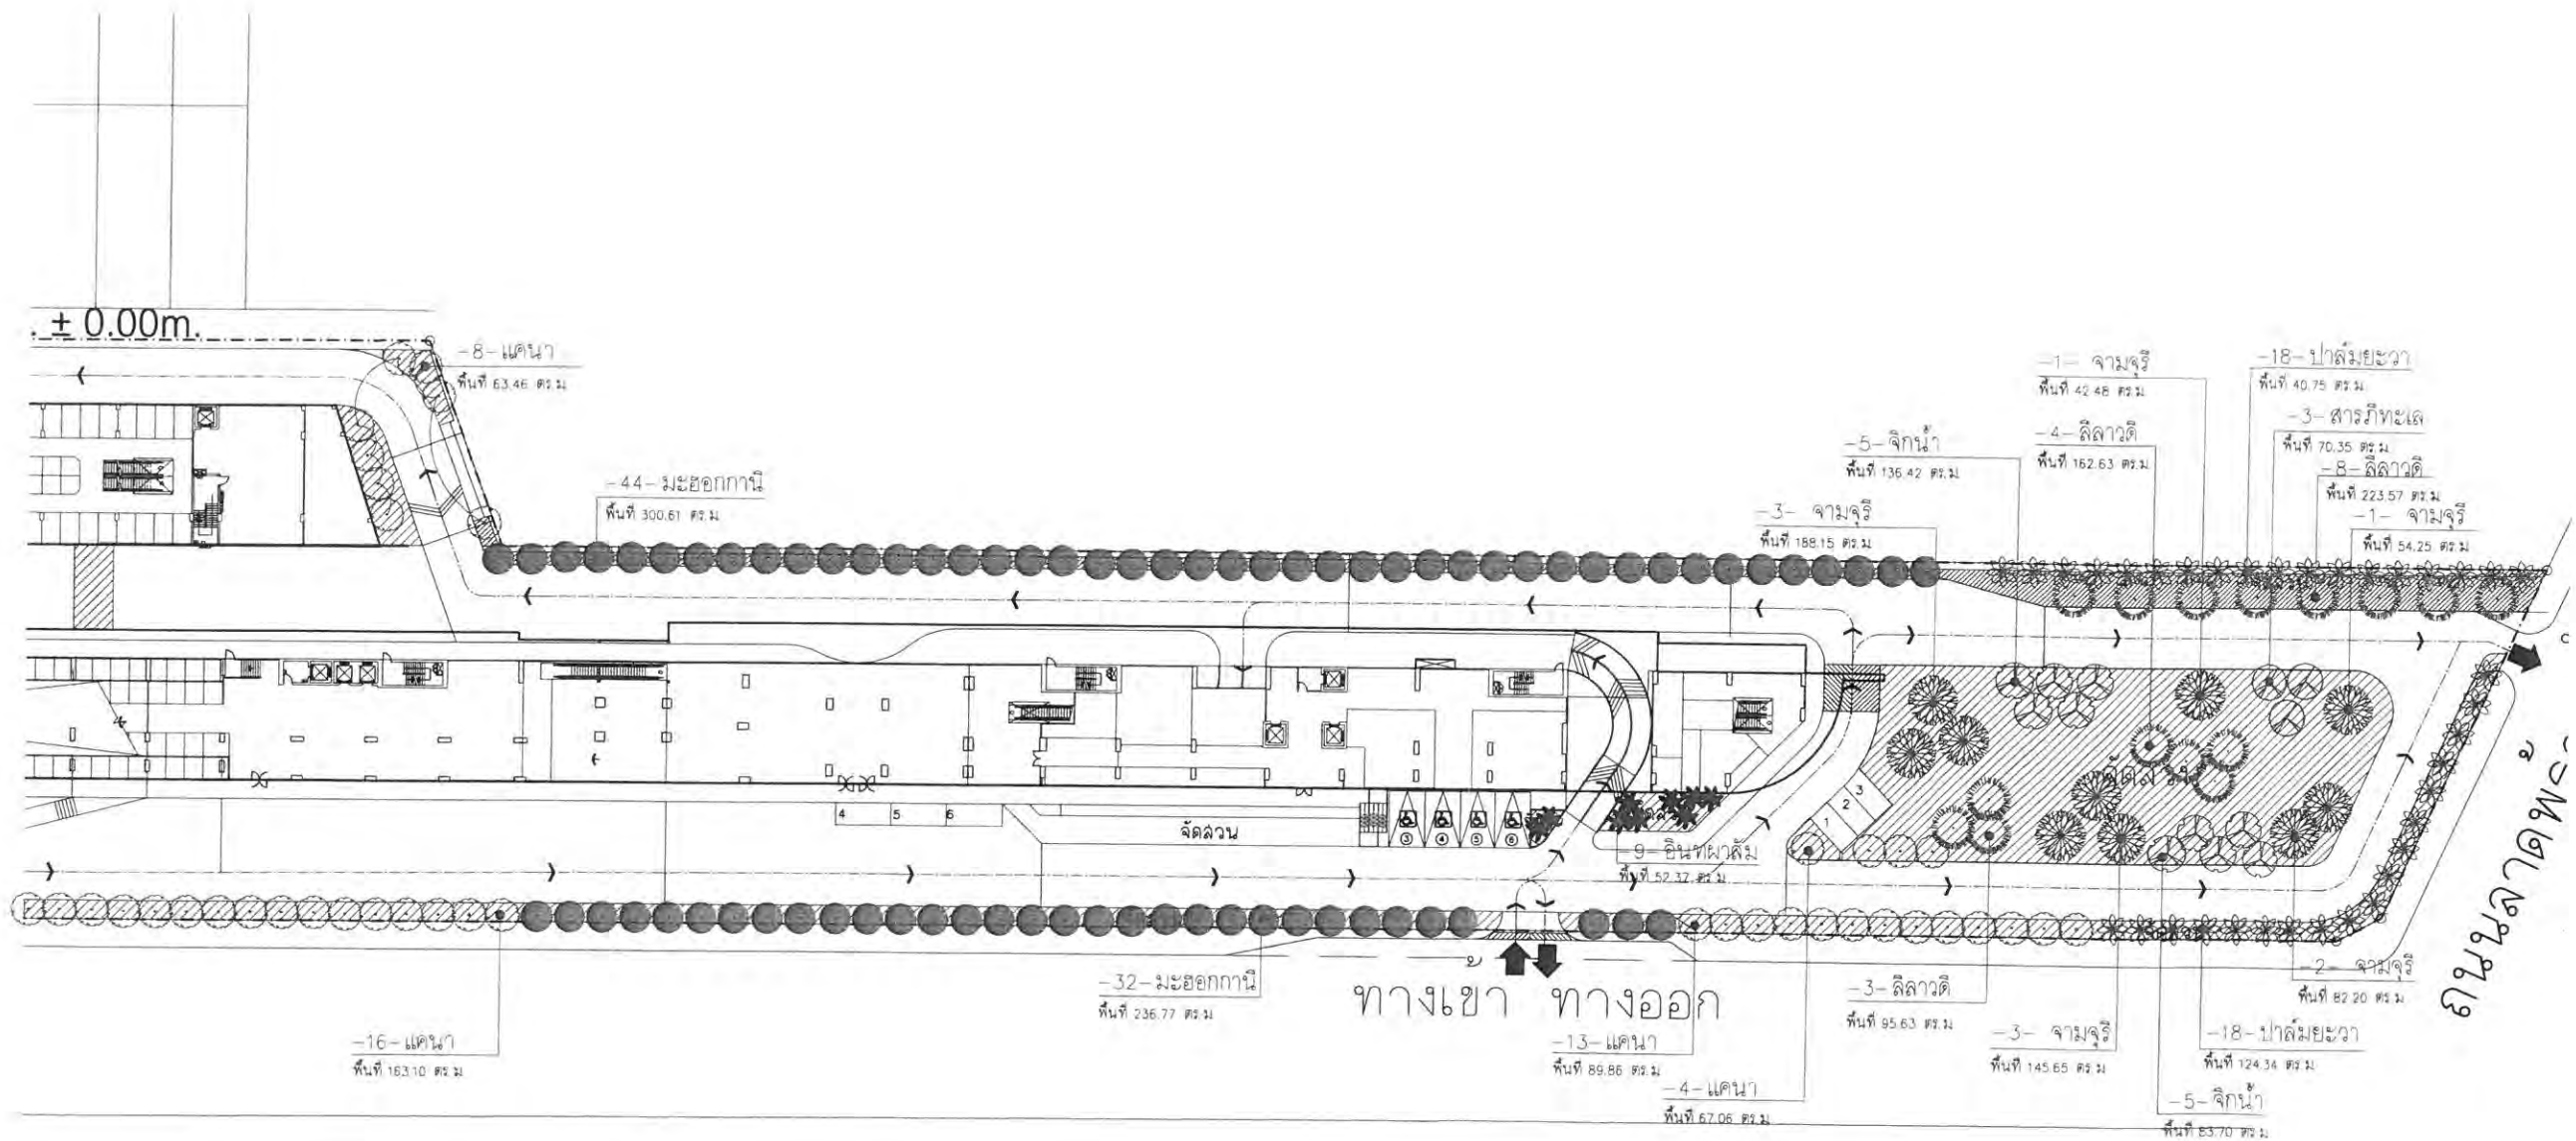 . ± 0.00m.
-8-แคนา
พื้นที่ 63.46 ตร.ม
-44-มะฮอกกานี
พื้นที่ 300.61 ตร.ม
-1- จามจุรี
พื้นที่ 42.48 ตร.ม
-18-ปาล์มยะวา
พื้นที่ 40.75 ตร.ม
-3-สารภีทะเล
พื้นที่ 70.35 ตร.ม
-5-จิกน้ำ
พื้นที่ 136.42 ตร.ม
-4-ลีลาวดี
พื้นที่ 162.63 ตร.ม
-8-ลีลาวดี
พื้นที่ 223.57 ตร.ม
-3- จามจุรี
พื้นที่ 188.15 ตร.ม
-1- จามจุรี
พื้นที่ 54.25 ตร.ม
4 5 6
จัดสวน
3 4 5 6
1 2 3
-9-อินทผาลัม
พื้นที่ 52.37 ตร.ม
ทางเข้า ทางออก
-32-มะฮอกกานี
พื้นที่ 236.77 ตร.ม
-16-แคนา
พื้นที่ 163.10 ตร.ม
-13-แคนา
พื้นที่ 89.86 ตร.ม
-4-แคนา
พื้นที่ 67.06 ตร.ม
-3-ลีลาวดี
พื้นที่ 95.63 ตร.ม
-3- จามจุรี
พื้นที่ 145.65 ตร.ม
-18-ปาล์มยะวา
พื้นที่ 124.34 ตร.ม
-2- จามจุรี
พื้นที่ 82.20 ตร.ม
-5-จิกน้ำ
พื้นที่ 83.70 ตร.ม
ถนนลาดพร้าว